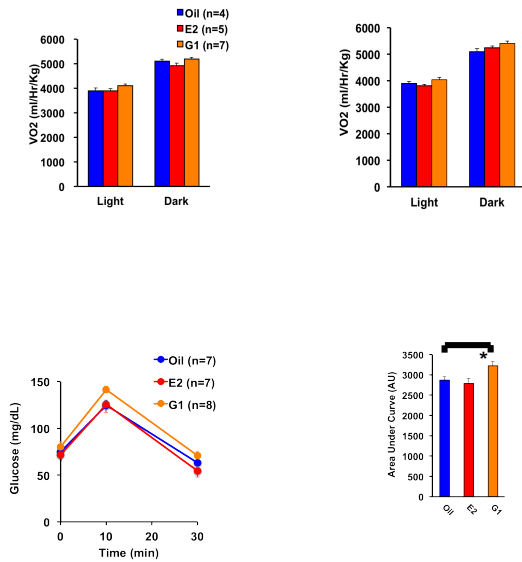 Oil (n=4)
E2 (n=5)
G1 (n=7)
VO2 (ml/Hr/Kg)
6000
5000
4000
3000
2000
1000
0
Light Dark
VO2 (ml/Hr/Kg)
6000
5000
4000
3000
2000
1000
0
Light Dark
Oil (n=7)
E2 (n=7)
G1 (n=8)
Glucose (mg/dL)
150
100
50
0
0 10 20 30
Time (min)
*
Area Under Curve (AU)
3500
3000
2500
2000
1500
1000
500
0
Oil E2 G1